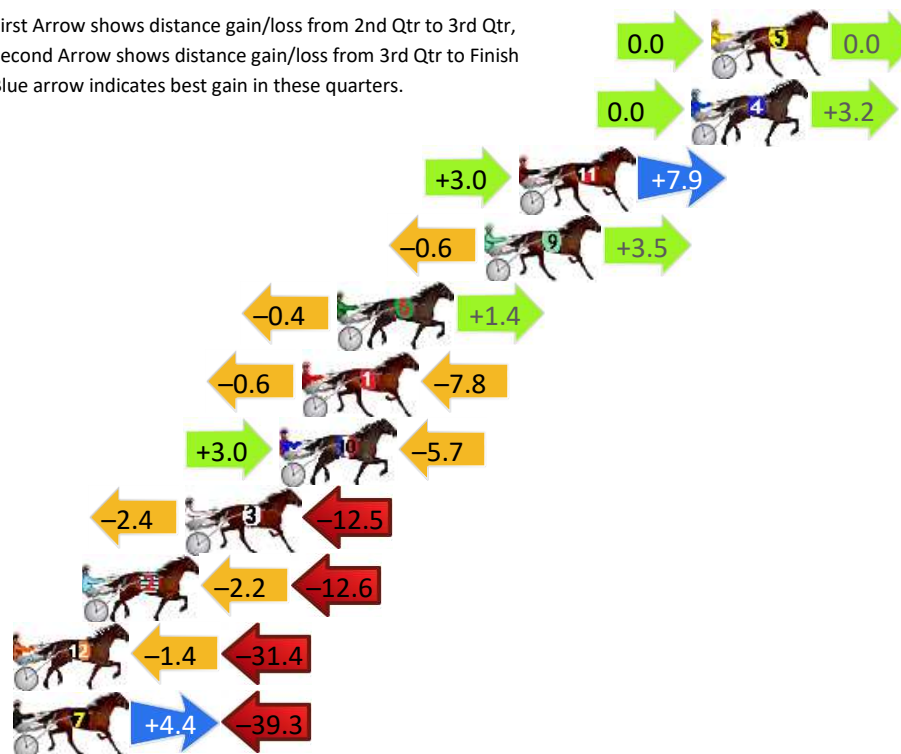 irst Arrow shows distance gain/loss from 2nd Qtr to 3rd Qtr,
econd Arrow shows distance gain/loss from 3rd Qtr to Finish
lue arrow indicates best gain in these quarters.
0.0 5 0.0
0.0 4 +3.2
+3.0 11 +7.9
−0.6 9 +3.5
−0.4 +1.4
−0.6 1 −7.8
+3.0 10 −5.7
−2.4 3 −12.5
2 −2.2 −12.6
12 −1.4 −31.4
7 +4.4 −39.3